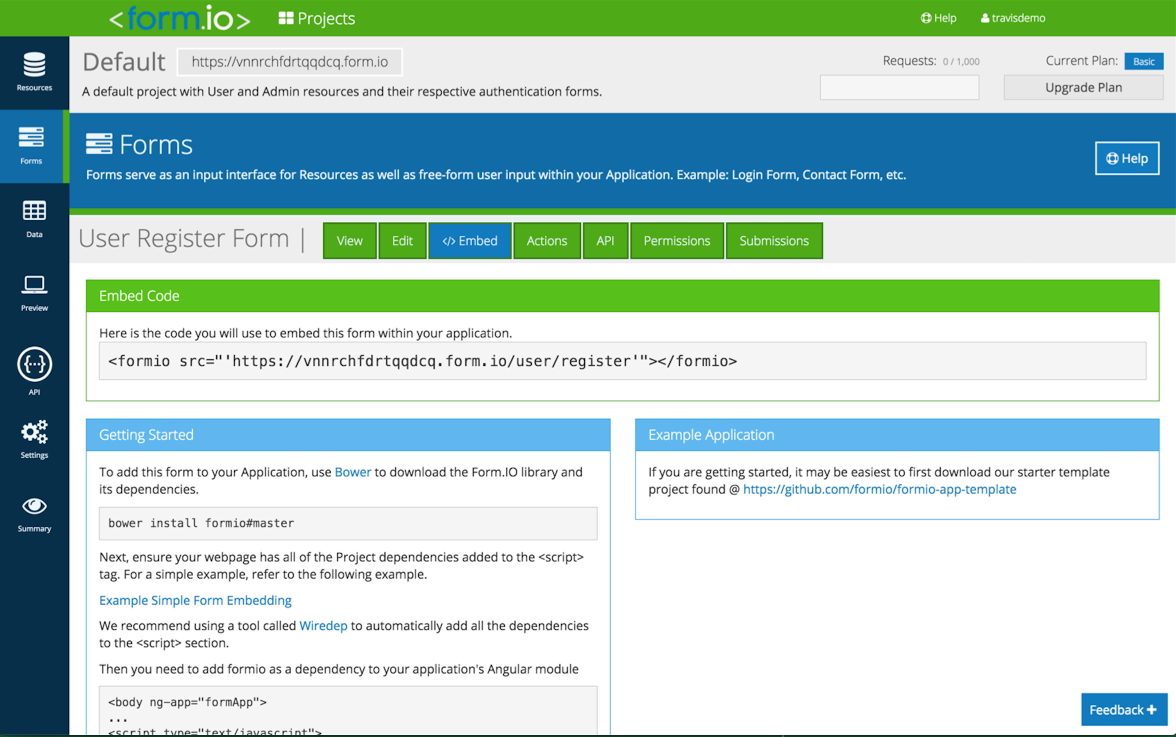 <form.io>
Projects
Help
travisdemo
Resources
Forms
Data
Preview
{··}
API
Settings
Summary
Default
https://vnnrchfdrtqqdcq.form.io
Requests: 0 / 1,000
Current Plan: Basic
Upgrade Plan
A default project with User and Admin resources and their respective authentication forms.
Forms
Forms serve as an input interface for Resources as well as free-form user input within your Application. Example: Login Form, Contact Form, etc.
Help
User Register Form |
View
Edit
</> Embed
Actions
API
Permissions
Submissions
Embed Code
Here is the code you will use to embed this form within your application.
<formio src="'https://vnnrchfdrtqqdcq.form.io/user/register'"></formio>
Getting Started
To add this form to your Application, use Bower to download the Form.IO library and
its dependencies.
bower install formio#master
Next, ensure your webpage has all of the Project dependencies added to the <script>
tag. For a simple example, refer to the following example.
Example Simple Form Embedding
We recommend using a tool called Wiredep to automatically add all the dependencies
to the <script> section.
Then you need to add formio as a dependency to your application's Angular module
<body ng-app="formApp">
...
<script type="text/javascript">
Example Application
If you are getting started, it may be easiest to first download our starter template
project found @ https://github.com/formio/formio-app-template
Feedback +